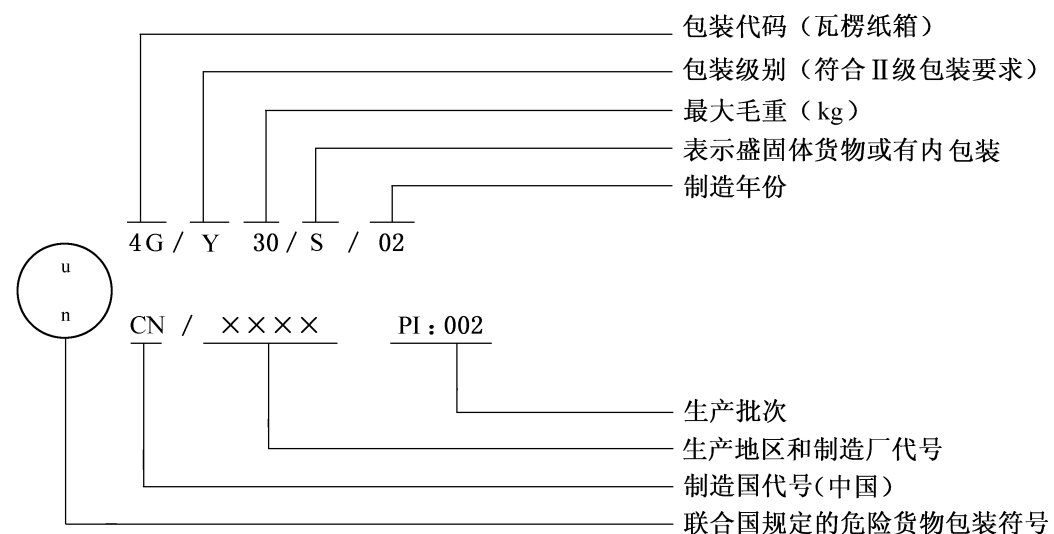 包装代码（瓦楞纸箱）
包装级别（符合Ⅱ级包装要求）
最大毛重（kg）
表示盛固体货物或有内包装
制造年份
4G/Y 30/S/02
u
n
CN/×××× PI:002
生产批次
生产地区和制造厂代号
制造国代号(中国)
联合国规定的危险货物包装符号